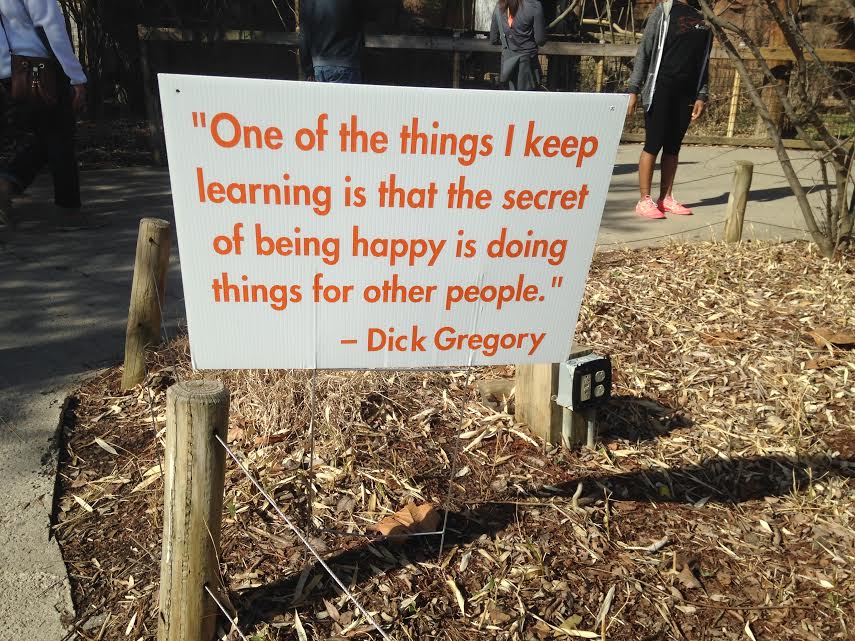 "One of the things I keep
learning is that the secret
of being happy is doing
things for other people."
– Dick Gregory